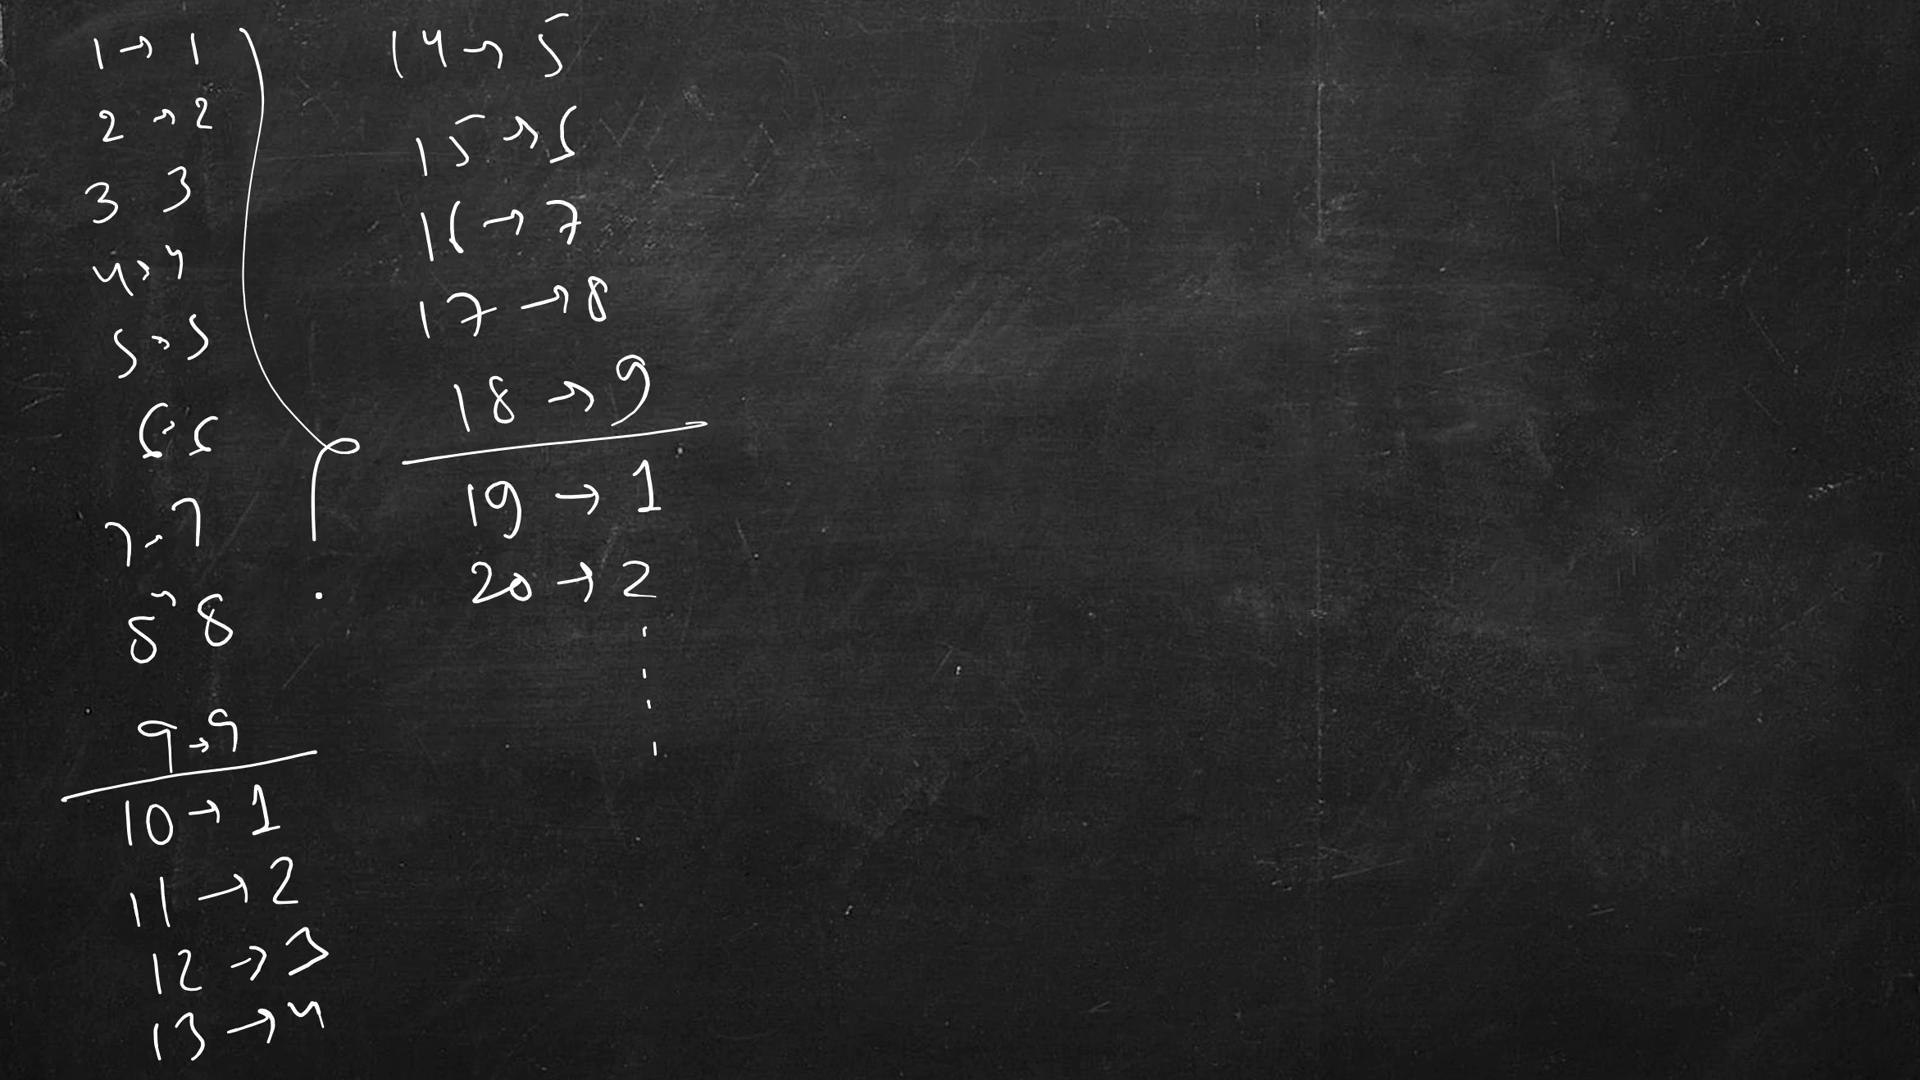 1 → 1
2 → 2
3 3
4 → 4
5 → 5
6 → 6
7 → 7
8 → 8
9 → 9
10 → 1
11 → 2
12 → 3
13 → 4
14 → 5
15 → 6
16 → 7
17 → 8
18 → 9
19 → 1
20 → 2